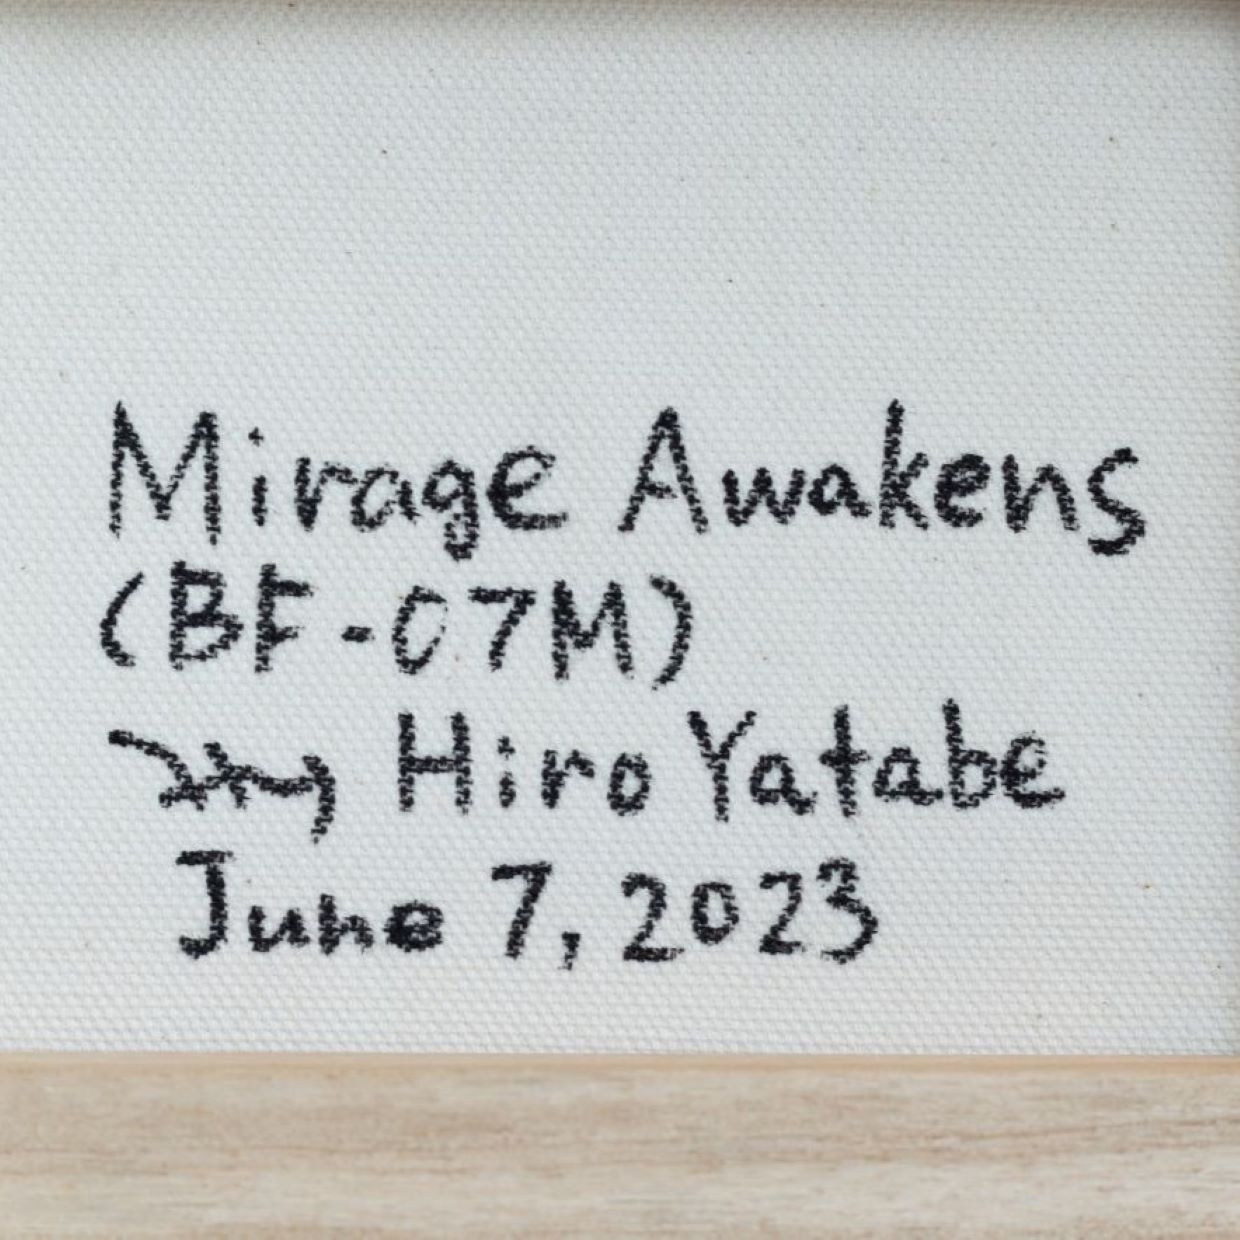 Mirage Awakens
(BF-07M)
Hiro Yatabe
June 7, 2023